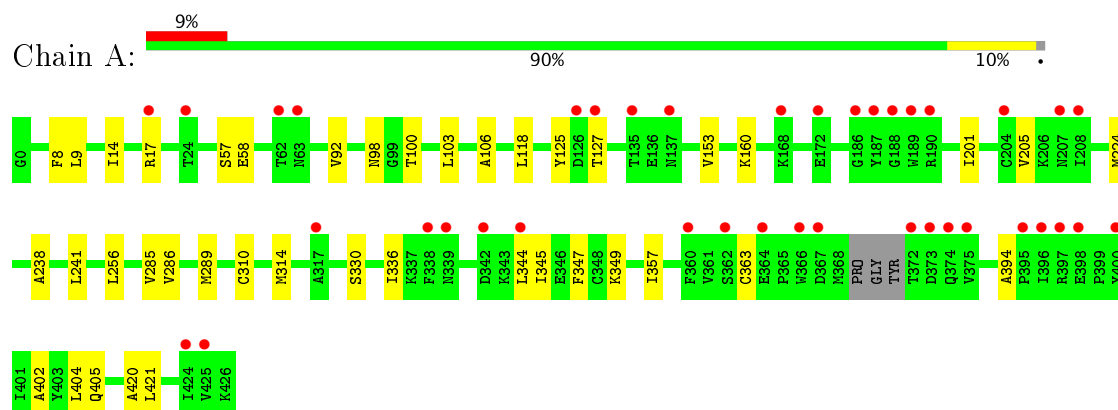 9%
Chain A:
90%
10%
G0 F8 L9 I14 R17 T24 S57 E58 T62 N63 V92 N98 G99 T100 L103 A106 L118 Y125 D126 T127 T135 E136 N137 V153 K160 K168 E172 G186 Y187 G188 W189 R190 I201 G204 V205 K206 N207 I208 M224
A238 L241 L256 V285 V286 M289 C310 M314 A317 S330 I336 K337 F338 N339 D342 K343 L344 I345 E346 F347 C348 K349 I357 F360 V361 S362 C363 E364 P365 W366 D367 M368 PRO GLY TYR T372 D373 Q374 V375 A394 P395 I396 R397 E398 P399
I401 A402 Y403 L404 Q405 A420 L421 I424 V425 K426